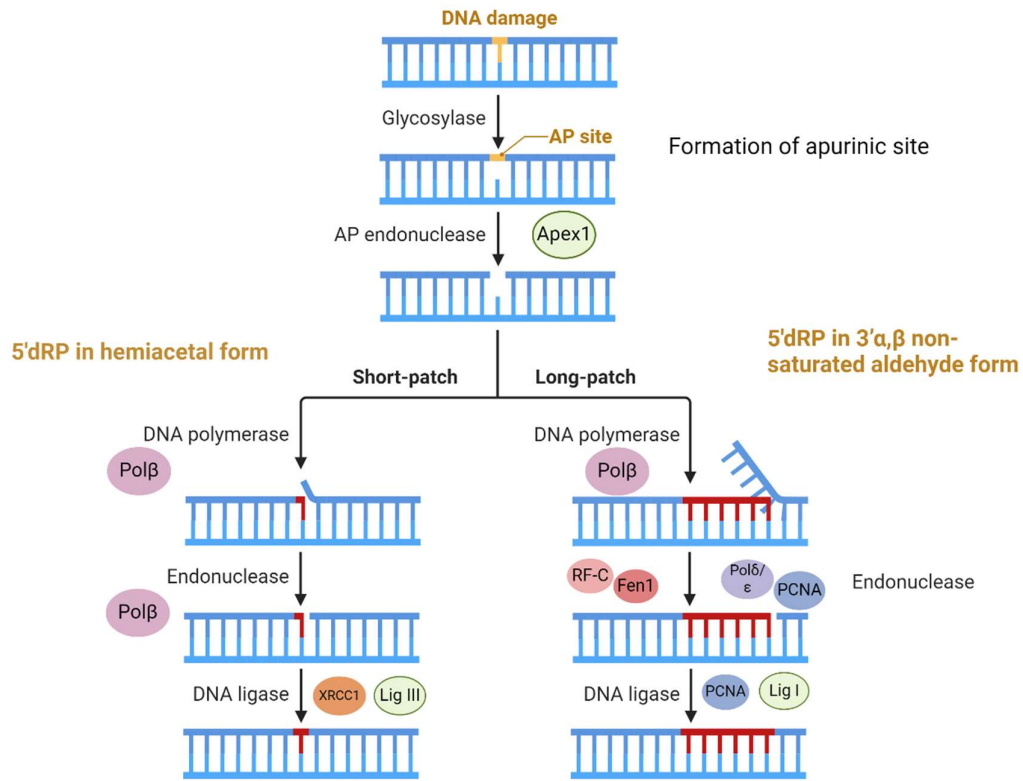 DNA damage
Glycosylase
AP site
Formation of apurinic site
AP endonuclease
Apex1
5'dRP in hemiacetal form
5'dRP in 3'α,β non-
saturated aldehyde form
Short-patch
Long-patch
DNA polymerase
Polβ
DNA polymerase
Polβ
Endonuclease
Polβ
RF-C
Fen1
Polδ/
ε
PCNA
Endonuclease
DNA ligase
XRCC1
Lig III
DNA ligase
PCNA
Lig I